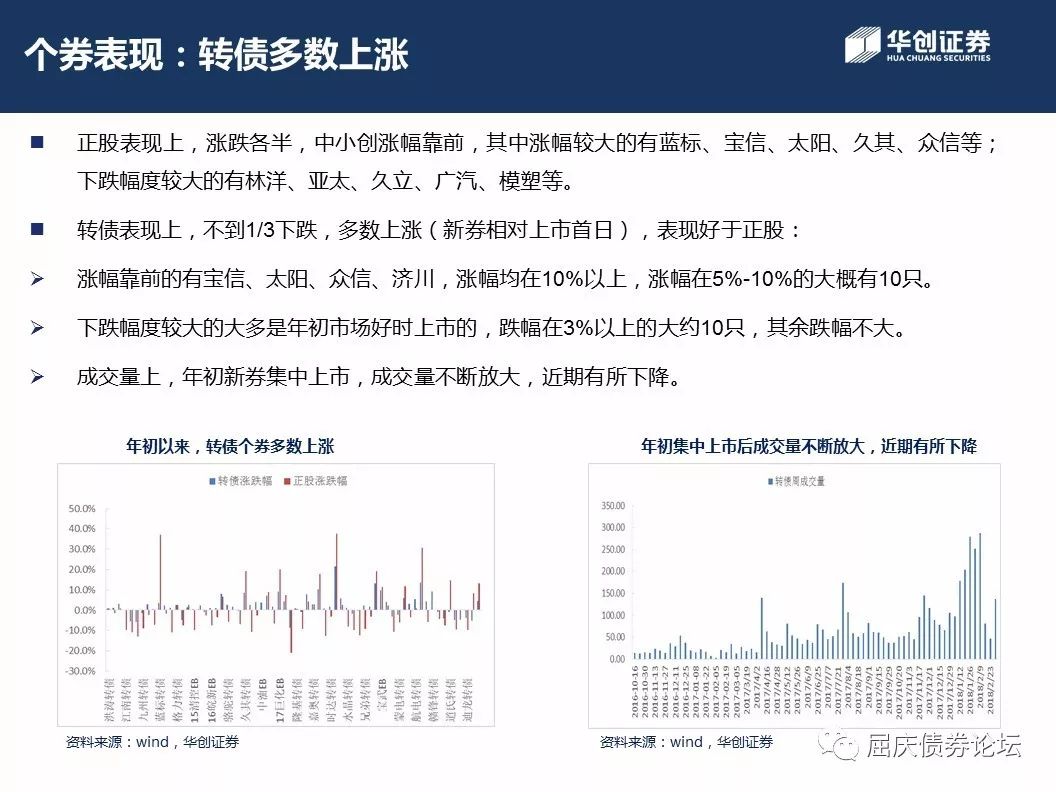 个券表现：转债多数上涨
华创证券
HUA CHUANG SECURITIES
正股表现上，涨跌各半，中小创涨幅靠前，其中涨幅较大的有蓝标、宝信、太阳、久其、众信等；
下跌幅度较大的有林洋、亚太、久立、广汽、模塑等。
转债表现上，不到1/3下跌，多数上涨（新券相对上市首日），表现好于正股：
涨幅靠前的有宝信、太阳、众信、济川，涨幅均在10%以上，涨幅在5%-10%的大概有10只。
下跌幅度较大的大多是年初市场好时上市的，跌幅在3%以上的大约10只，其余跌幅不大。
成交量上，年初新券集中上市，成交量不断放大，近期有所下降。
年初以来，转债个券多数上涨
转债涨跌幅 正股涨跌幅
50.0%
40.0%
30.0%
20.0%
10.0%
0.0%
-10.0%
-20.0%
-30.0%
洪涛转债
江南转债
九州转债
蓝标转债
格力转债
15清控EB
16皖新EB
骆驼转债
久其转债
中油EB
17巨化EB
隆基转债
嘉奥转债
时达转债
水晶转债
兄弟转债
宝武EB
蒙电转债
航电转债
赣锋转债
道氏转债
迪龙转债
资料来源：wind，华创证券
年初集中上市后成交量不断放大，近期有所下降
转债周成交量
350.00
300.00
250.00
200.00
150.00
100.00
50.00
0.00
2016-10-16
2016-10-30
2016-11-13
2016-11-27
2016-12-11
2016-12-25
2017-01-08
2017-01-22
2017-02-05
2017-02-19
2017-03-05
2017/3/19
2017/4/2
2017/4/16
2017/4/28
2017/5/12
2017/5/26
2017/6/9
2017/6/25
2017/7/7
2017/7/21
2017/8/4
2017/8/18
2017/9/1
2017/9/15
2017/9/29
2017/10/20
2017/11/3
2017/11/17
2017/12/1
2017/12/15
2017/12/29
2018/1/12
2018/1/26
2018/2/9
2018/2/23
资料来源：wind，华创证券
屈庆债券论坛